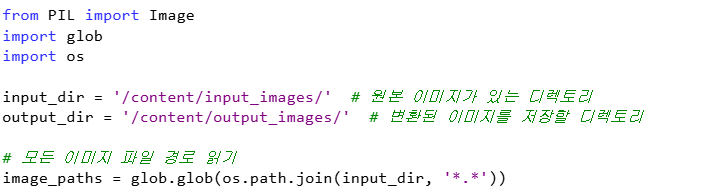 from PIL import Image
import glob
import os
input_dir = '/content/input_images/'  # 원본 이미지가 있는 디렉토리
output_dir = '/content/output_images/'  # 변환된 이미지를 저장할 디렉토리
# 모든 이미지 파일 경로 읽기
image_paths = glob.glob(os.path.join(input_dir, '*.*'))